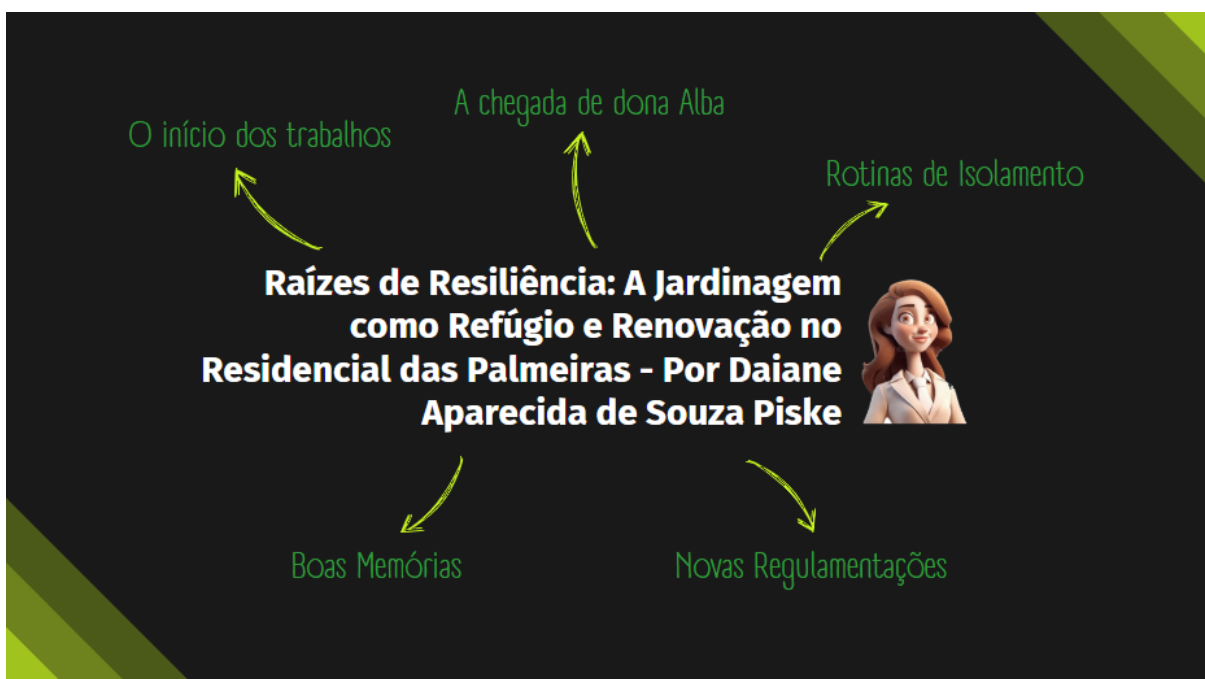 A chegada de dona Alba
O início dos trabalhos
Rotinas de Isolamento
Raízes de Resiliência: A Jardinagem
como Refúgio e Renovação no
Residencial das Palmeiras - Por Daiane
Aparecida de Souza Piske
Boas Memórias
Novas Regulamentações